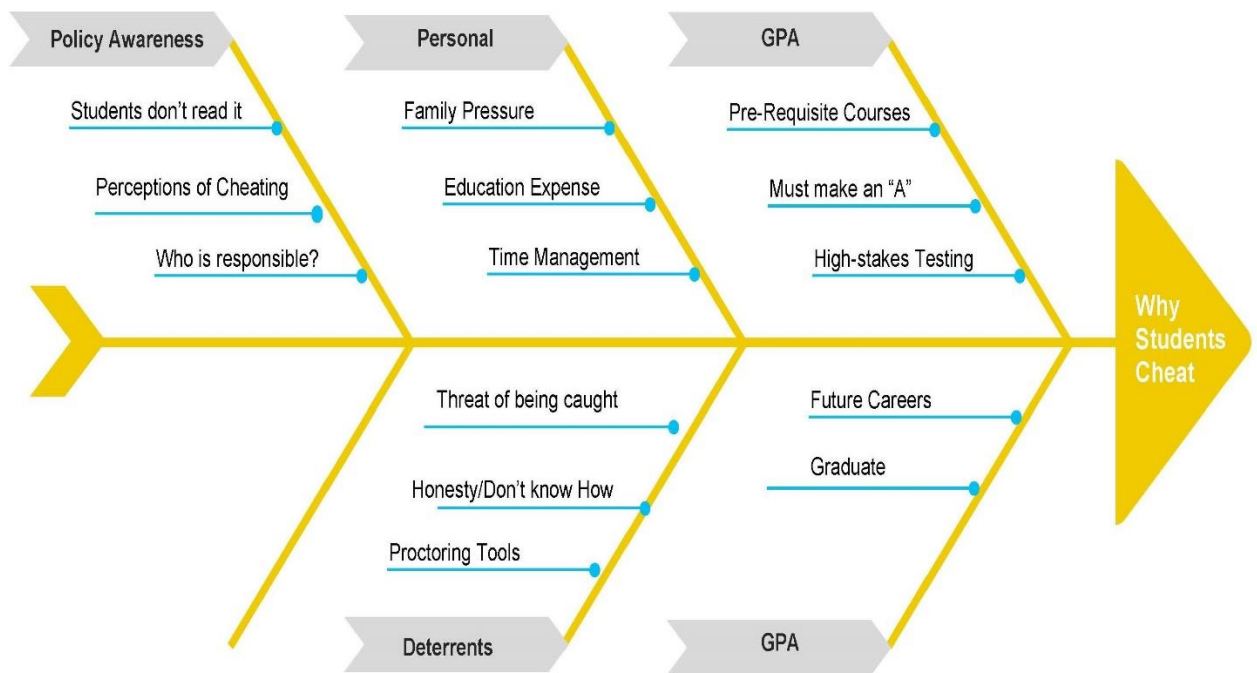 Policy Awareness
Students don't read it
Perceptions of Cheating
Who is responsible?
Personal
Family Pressure
Education Expense
Time Management
GPA
Pre-Requisite Courses
Must make an “A”
High-stakes Testing
Why
Students
Cheat
Threat of being caught
Honesty/Don't know How
Proctoring Tools
Deterrents
Future Careers
Graduate
GPA